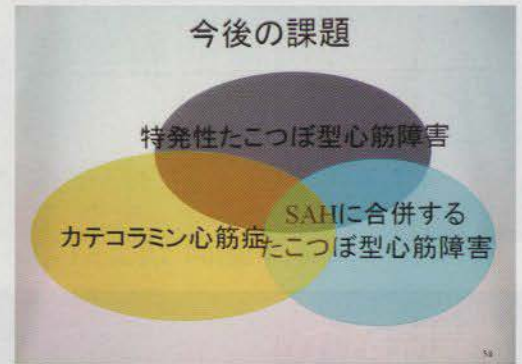 今後の課題
特発性たこつぼ型心筋障害
SAHに合併する
カテコラミン心筋症
たこつぼ型心筋障害